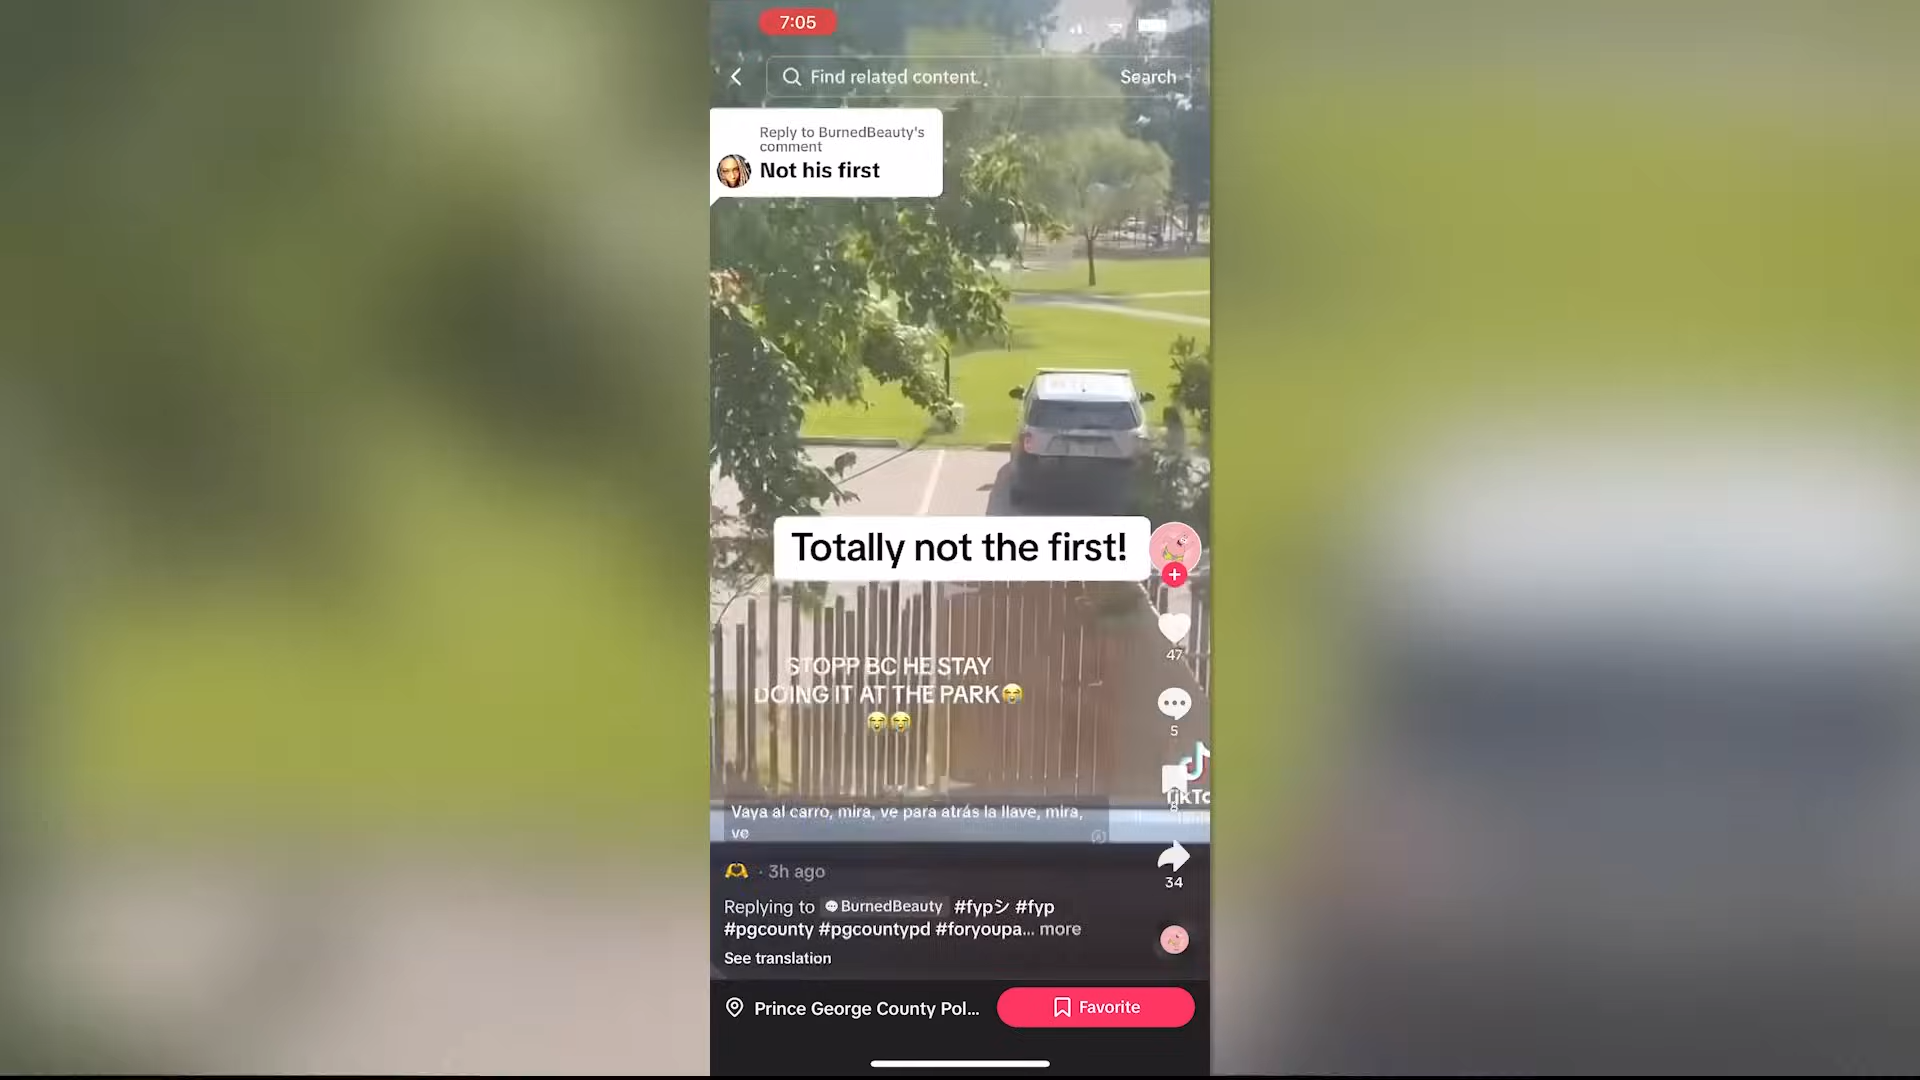 7:05
Find related content
Search
Reply to BurnedBeauty's
comment
Not his first
Totally not the first!
47
STOPP BC HE STAY
DOING IT AT THE PARK😭
😭😭
5
8
Vaya al carro, mira, ve para atrás la llave, mira,
ve
🫶 · 3h ago
34
Replying to BurnedBeauty #fypシ #fyp
#pgcounty #pgcountypd #foryoupa... more
See translation
Prince George County Pol...
Favorite